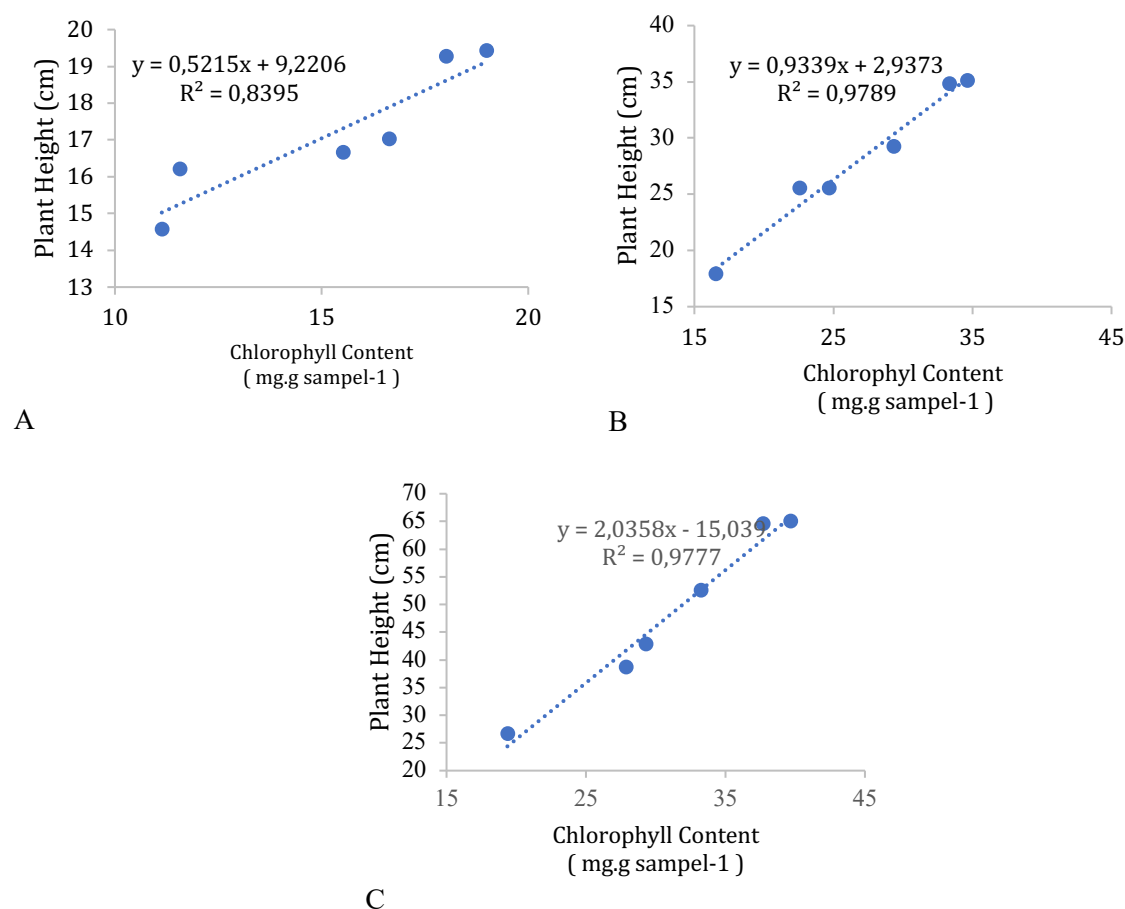 Plant Height (cm)
20
19
18
17
16
15
14
13
y = 0,5215x + 9,2206
R² = 0,8395
10
15
20
Chlorophyll Content
( mg.g sampel-1 )
A
Plant Height (cm)
40
35
30
25
20
15
y = 0,9339x + 2,9373
R² = 0,9789
15
25
35
45
Chlorophyl Content
( mg.g sampel-1 )
B
Plant Height (cm)
70
65
60
55
50
45
40
35
30
25
20
y = 2,0358x - 15,039
R² = 0,9777
15
25
35
45
Chlorophyll Content
( mg.g sampel-1 )
C